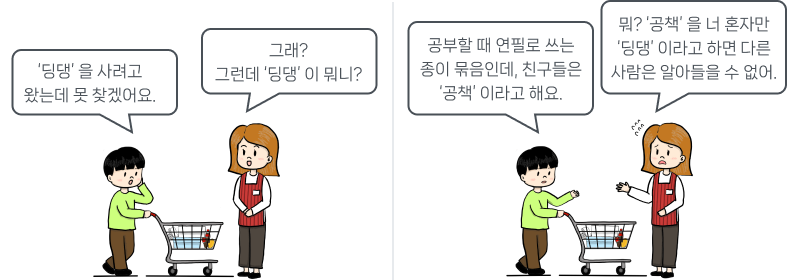 ‘딩댕’ 을 사려고
왔는데 못 찾겠어요.
그래?
그런데 ‘딩댕’ 이 뭐니?
공부할 때 연필로 쓰는
종이 묶음인데, 친구들은
‘공책’ 이라고 해요.
뭐? ‘공책’ 을 너 혼자만
‘딩댕’ 이라고 하면 다른
사람은 알아들을 수 없어.